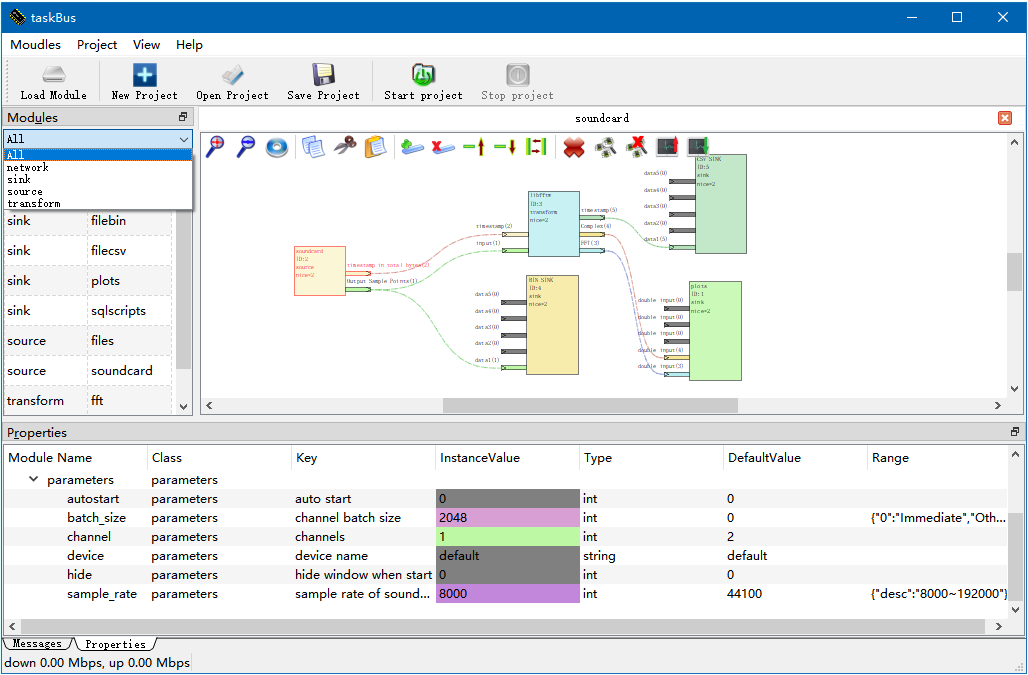 taskBus
Moudles Project View Help
Load Module New Project Open Project Save Project Start project Stop project
Modules
All
All
network
sink
source
transform
sink filebin
sink filecsv
sink plots
sink sqlscripts
source files
source soundcard
transform fft
soundcard
soundcard
ID:2
source
nice=2
timestamp in total bytes(2)
Output Sample Points(1)
timestamp(2)
input(1)
libfftw
ID:3
transform
nice=2
timestamp(5)
Complex(4)
FFT(3)
data5(0)
data4(0)
data3(0)
data2(0)
data1(5)
CSV SINK
ID:5
sink
nice=2
data5(0)
data4(0)
data3(0)
data2(0)
data1(1)
BIN SINK
ID:4
sink
nice=2
double input(0)
double input(0)
double input(0)
double input(4)
double input(3)
plots
ID:1
sink
nice=2
Properties
Module Name Class Key InstanceValue Type DefaultValue Range
parameters parameters
autostart parameters auto start 0 int 0
batch_size parameters channel batch size 2048 int 0 {"0":"Immediate","Oth...
channel parameters channels 1 int 2
device parameters device name default string default
hide parameters hide window when start 0 int 0
sample_rate parameters sample rate of sound... 8000 int 44100 {"desc":"8000~192000"}
Messages Properties
down 0.00 Mbps, up 0.00 Mbps